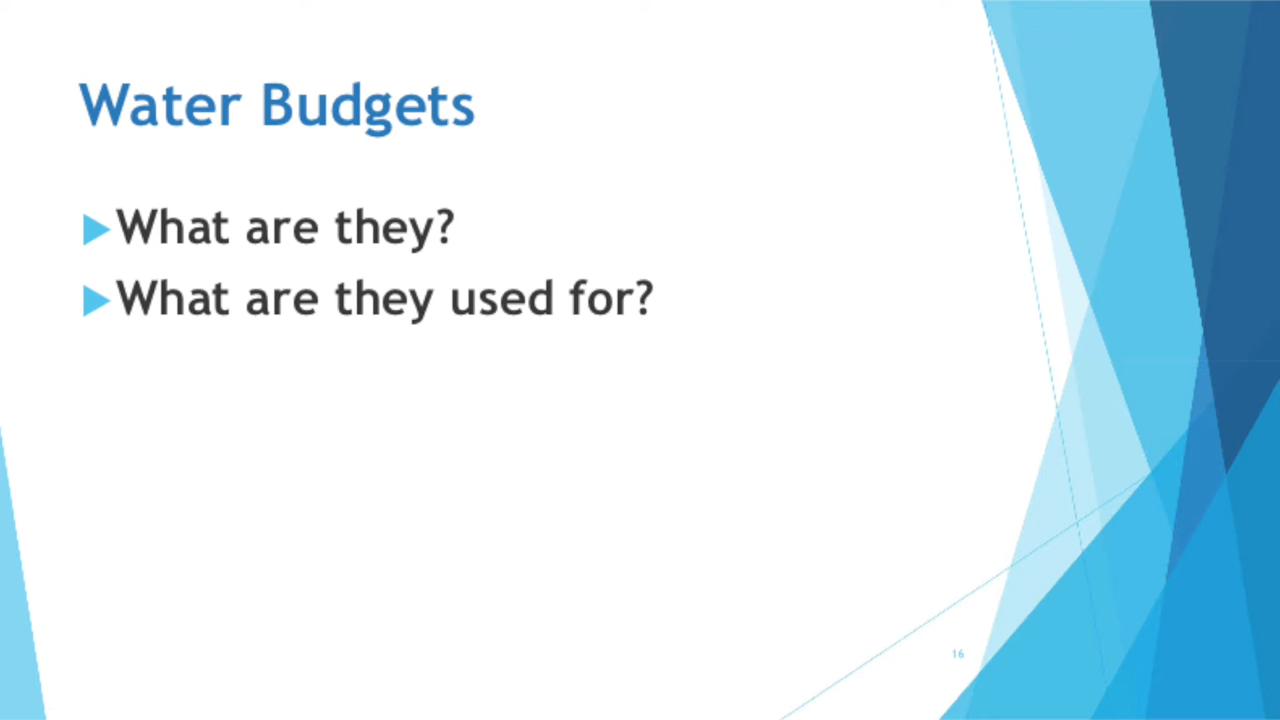 Water Budgets
What are they?
What are they used for?
16